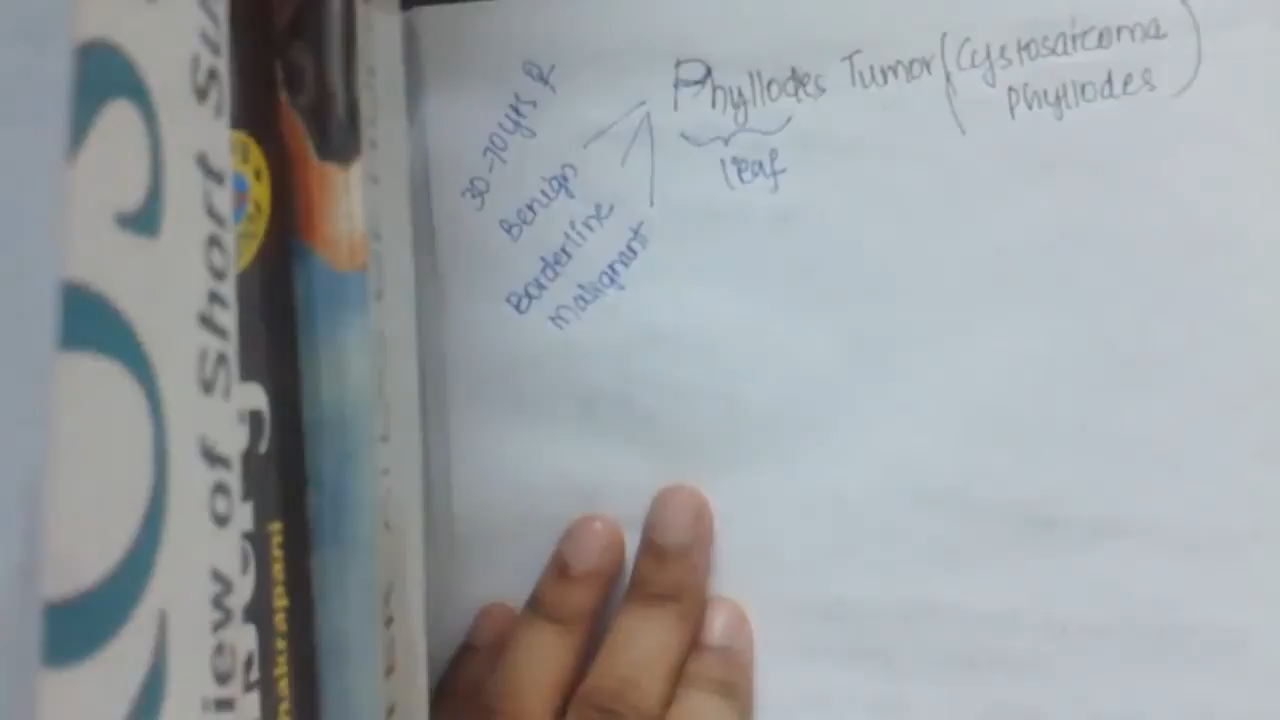 Phyllodes Tumor (Cystosarcoma
Phyllodes)
leaf
30-70yrs
Benign
Borderline
malignant
iew of Short